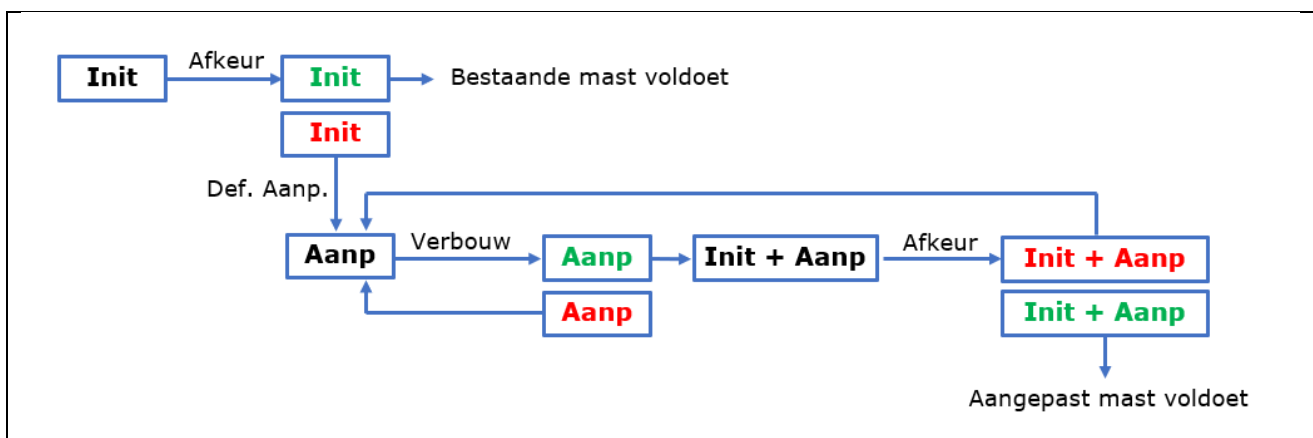 Init
Afkeur
Init
Bestaande mast voldoet
Init
Def. Aanp.
Aanp
Verbouw
Aanp
Init + Aanp
Afkeur
Init + Aanp
Aanp
Init + Aanp
Aangepast mast voldoet